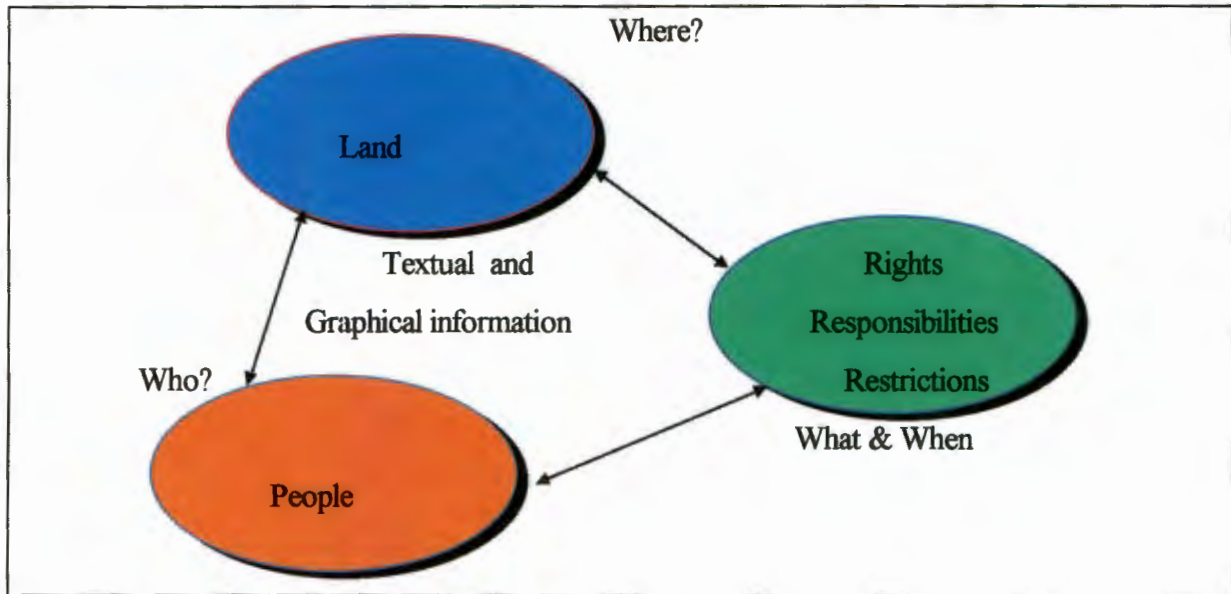 Where?
Land
Textual and
Graphical information
Rights
Responsibilities
Restrictions
Who?
What & When
People